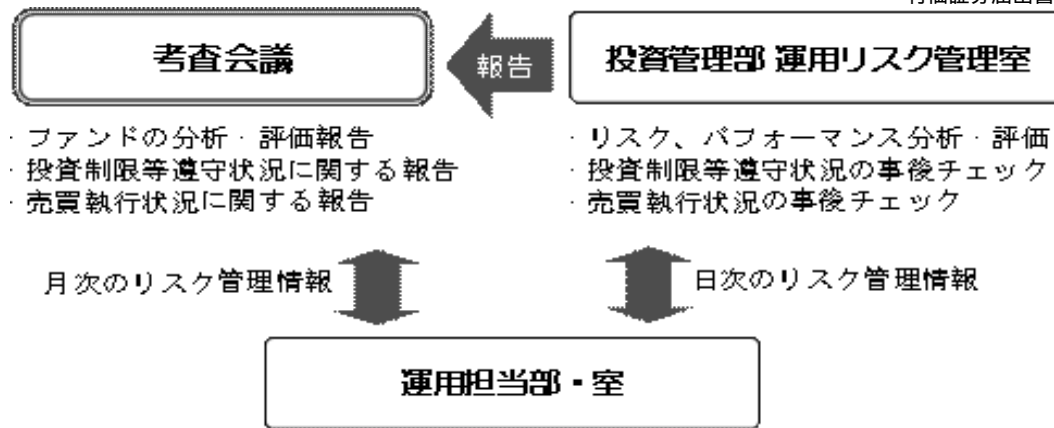 考査会議
報告
投資管理部 運用リスク管理室
· ファンドの分析 · 評価報告
· 投資制限等遵守状況に関する報告
· 売買執行状況に関する報告
· リスク、パフォーマンス分析 · 評価
· 投資制限等遵守状況の事後チェック
· 売買執行状況の事後チェック
月次のリスク管理情報
日次のリスク管理情報
運用担当部・室